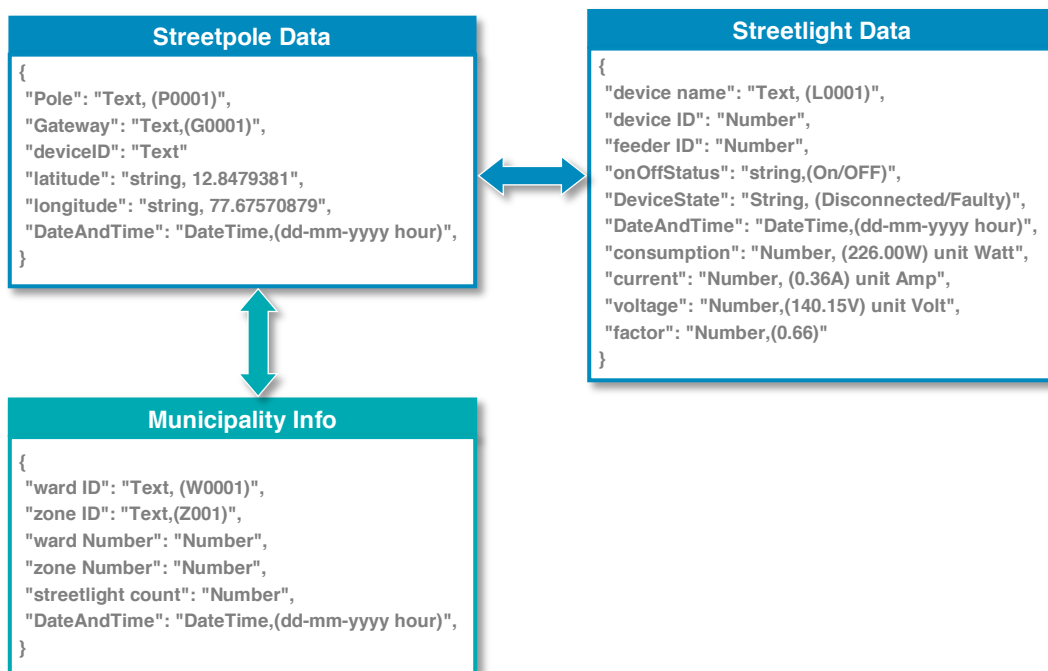 Streetpole Data
{
"Pole": "Text, (P0001)",
"Gateway": "Text,(G0001)",
"deviceID": "Text"
"latitude": "string, 12.8479381",
"longitude": "string, 77.67570879",
"DateAndTime": "DateTime,(dd-mm-yyyy hour)",
}
Streetlight Data
{
"device name": "Text, (L0001)",
"device ID": "Number",
"feeder ID": "Number",
"onOffStatus": "string,(On/OFF)",
"DeviceState": "String, (Disconnected/Faulty)",
"DateAndTime": "DateTime,(dd-mm-yyyy hour)",
"consumption": "Number, (226.00W) unit Watt",
"current": "Number, (0.36A) unit Amp",
"voltage": "Number,(140.15V) unit Volt",
"factor": "Number,(0.66)"
}
Municipality Info
{
"ward ID": "Text, (W0001)",
"zone ID": "Text,(Z001)",
"ward Number": "Number",
"zone Number": "Number",
"streetlight count": "Number",
"DateAndTime": "DateTime,(dd-mm-yyyy hour)",
}